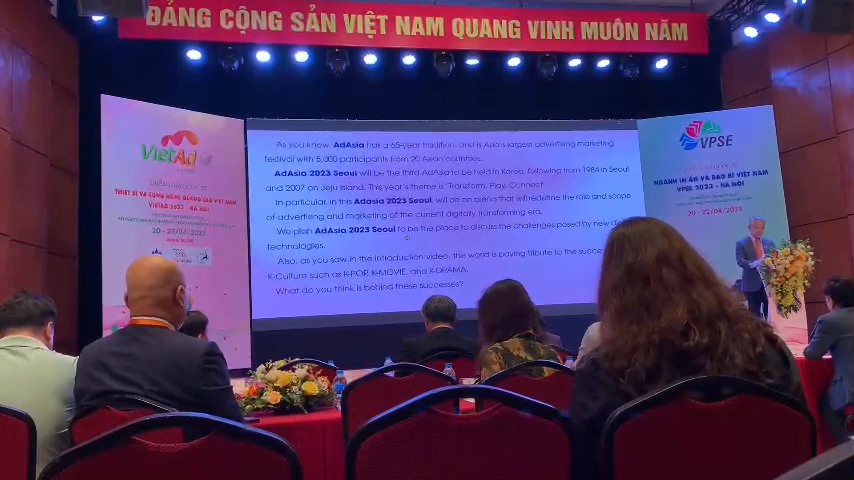 ĐẢNG CỘNG SẢN VIỆT NAM QUANG VINH MUÔN NĂM
VietAd
THIẾT BỊ VÀ CÔNG NGHỆ QUẢNG CÁO VIỆT NAM
VIETAD 2023 - HÀ NỘI
20 - 22/04/2023
As you know, AdAsia has a 65-year tradition, and is Asia's largest advertising marketing
festival with 5,000 participants from 20 Asian countries.
AdAsia 2023 Seoul will be the third AdAsia to be held in Korea, following from 1984 in Seoul
and 2007 on Jeju Island. This year's theme is 'Transform, Play, Connect'
In particular, in this AdAsia 2023 Seoul, will be an arena that will redefine the role and scope
of advertising and marketing of the current digitally transforming era.
We plan AdAsia 2023 Seoul to be the place to discuss the challenges posed by new
technologies.
Also, as you saw in the introduction video, the world is paying tribute to the
K-Culture such as K-POP, K-MOVIE, and K-DRAMA.
What do you think is behind these successes?
VPSE
NGÀNH IN ẤN VÀ BAO BÌ VIỆT NAM
VPSE 2023 - HÀ NỘI
20 - 22/04/2023